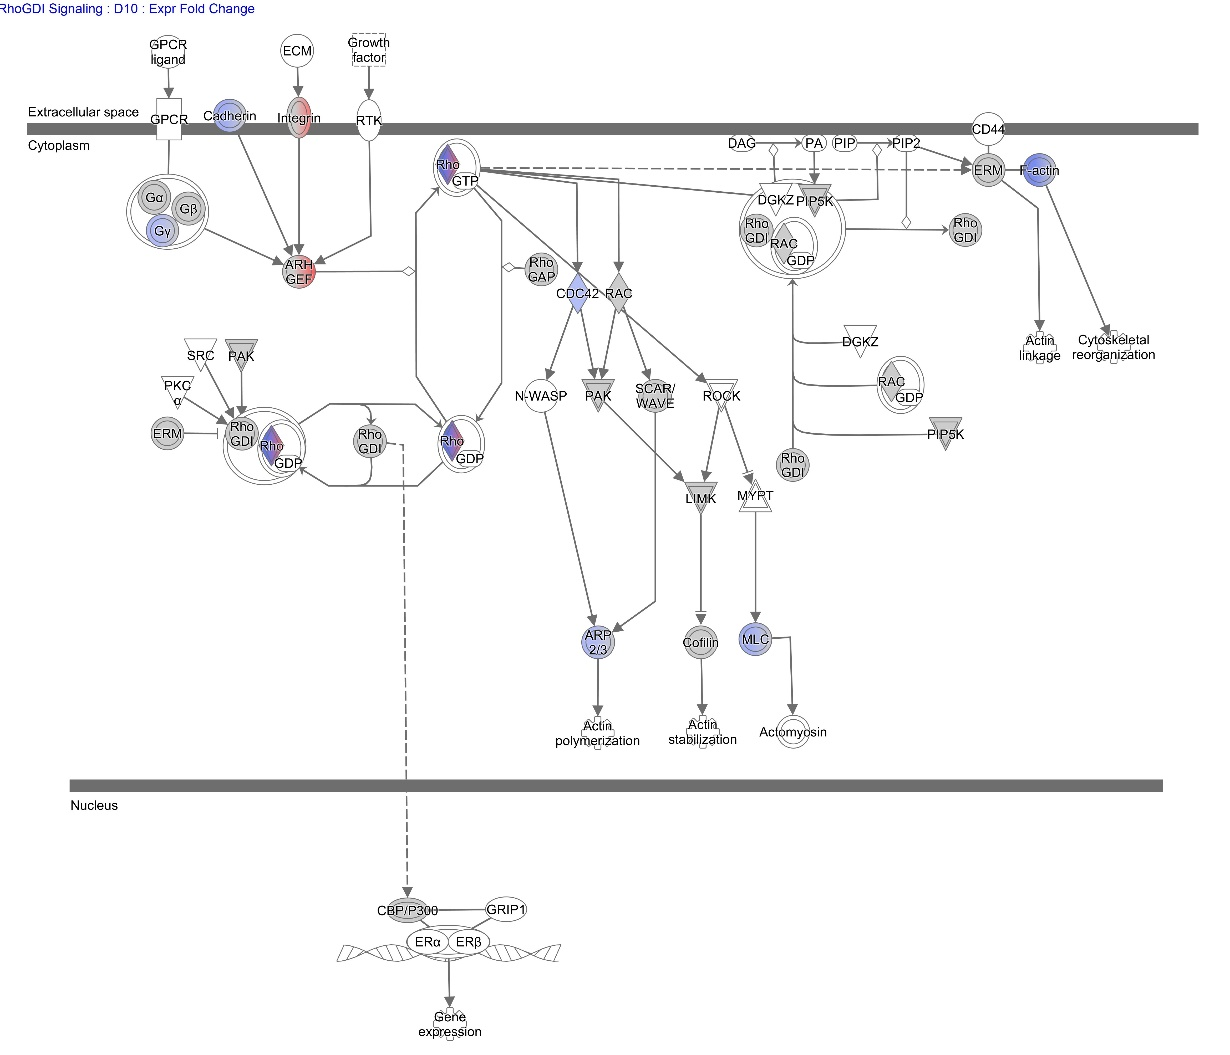 RhoGDI Signaling : D10 : Expr Fold Change
GPCR
ligand
ECM
Growth
factor
Extracellular space
GPCR
Cadherin
Integrin
RTK
CD44
Cytoplasm
DAG
PA
PIP
PIP2
Rho
GTP
ERM
F-actin
Gα
Gβ
Gγ
DGKZ
PIP5K
Rho
GDI
RAC
GDP
Rho
GDI
ARH
GEF
Rho
GAP
CDC42
RAC
SRC
PAK
PKC
α
ERM
Rho
GDI
Rho
GDP
Rho
GDI
Rho
GDP
N-WASP
PAK
SCAR/
WAVE
ROCK
DGKZ
RAC
GDP
PIP5K
Rho
GDI
Actin
linkage
Cytoskeletal
reorganization
LIMK
MYPT
ARP
2/3
Cofilin
MLC
Actin
polymerization
Actin
stabilization
Actomyosin
Nucleus
CBP/P300
GRIP1
ERα
ERβ
Gene
expression